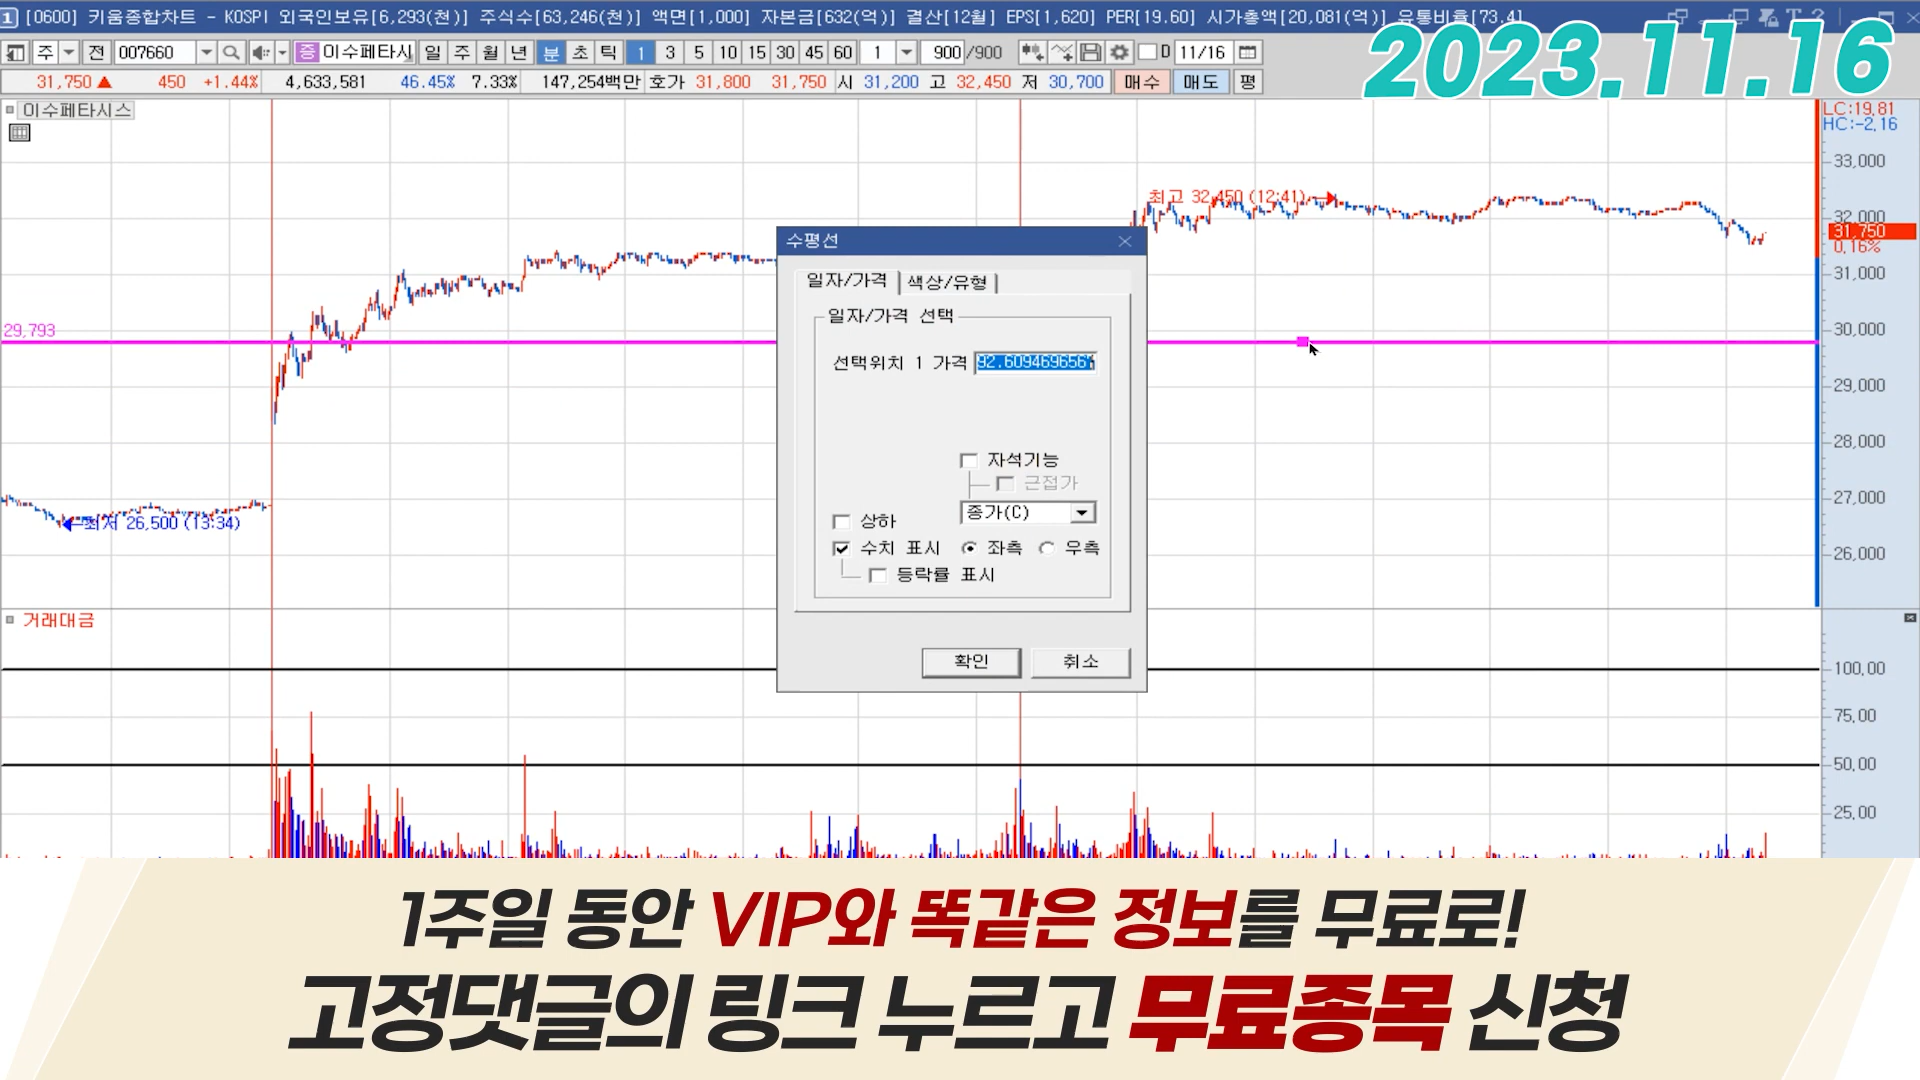 [0600] 키움종합차트 - KOSPI 외국인보유[6,293(천)] 주식수[63,246(천)] 액면[1,000] 자본금[632(억)] 결산[12월] EPS[1,620] PER[19.60] 시가총액[20,081(억)] 유통비율[73.4]
2023.11.16
주 전 007660 증 이수페타시 일 주 월 년 분 초 틱 1 3 5 10 15 30 45 60 1 900 /900 D 11/16
31,750 ▲ 450 +1.44% 4,633,581 46.45% 7.33% 147,254백만 호가 31,800 31,750 시 31,200 고 32,450 저 30,700 매수 매도 평
이수페타시스
LC:19.81
HC:-2.16
33,000
최고 32,450 (12:41)
32,000
31,750
0.16%
31,000
30,000
29,793
29,000
28,000
27,000
최저 26,500 (13:34)
26,000
수평선
일자/가격 색상/유형
일자/가격 선택
선택위치 1 가격 92.609469656
자석기능
근접가
종가(C)
상하
수치 표시 좌측 우측
등락률 표시
확인 취소
거래대금
100,00
75,00
50,00
25,00
1주일 동안 VIP와 똑같은 정보를 무료로!
고정댓글의 링크 누르고 무료종목 신청